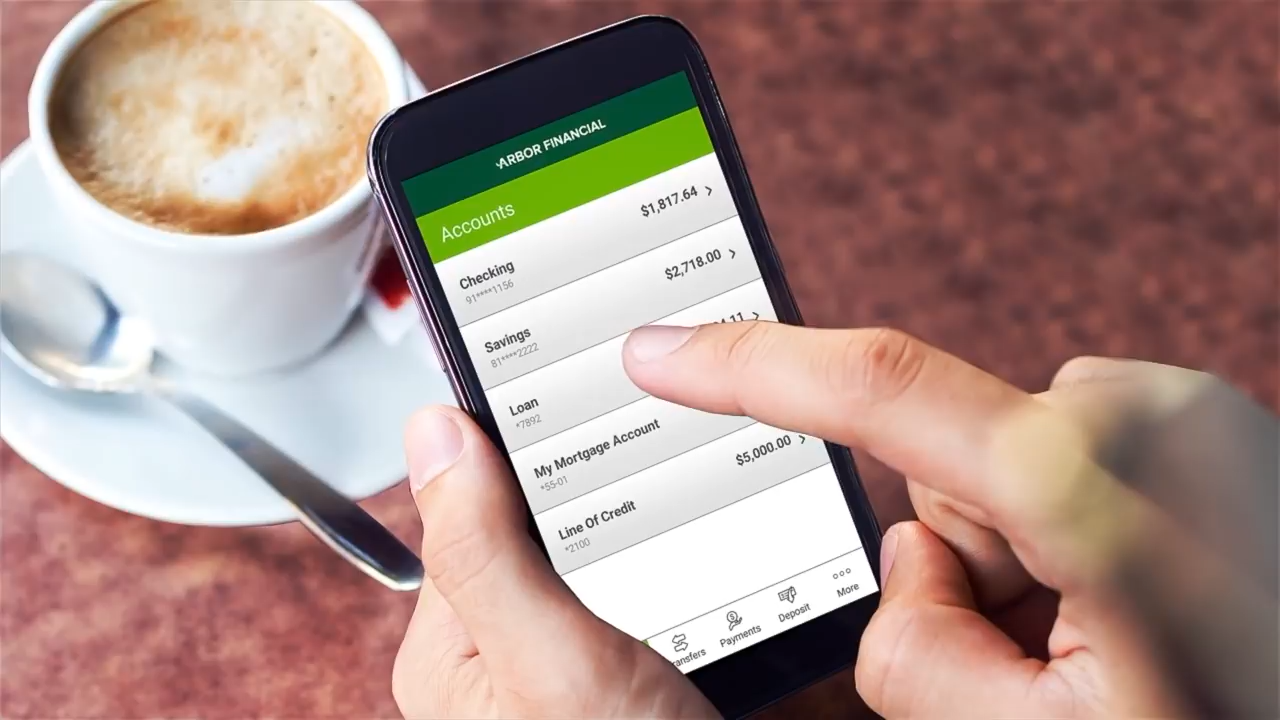 ARBOR FINANCIAL
Accounts
Checking
$1,817.64
91****1156
Savings
$2,718.00
81****2222
Loan
*7892
My Mortgage Account
*55-01
Line Of Credit
$5,000.00
*2100
Payments
Deposit
More